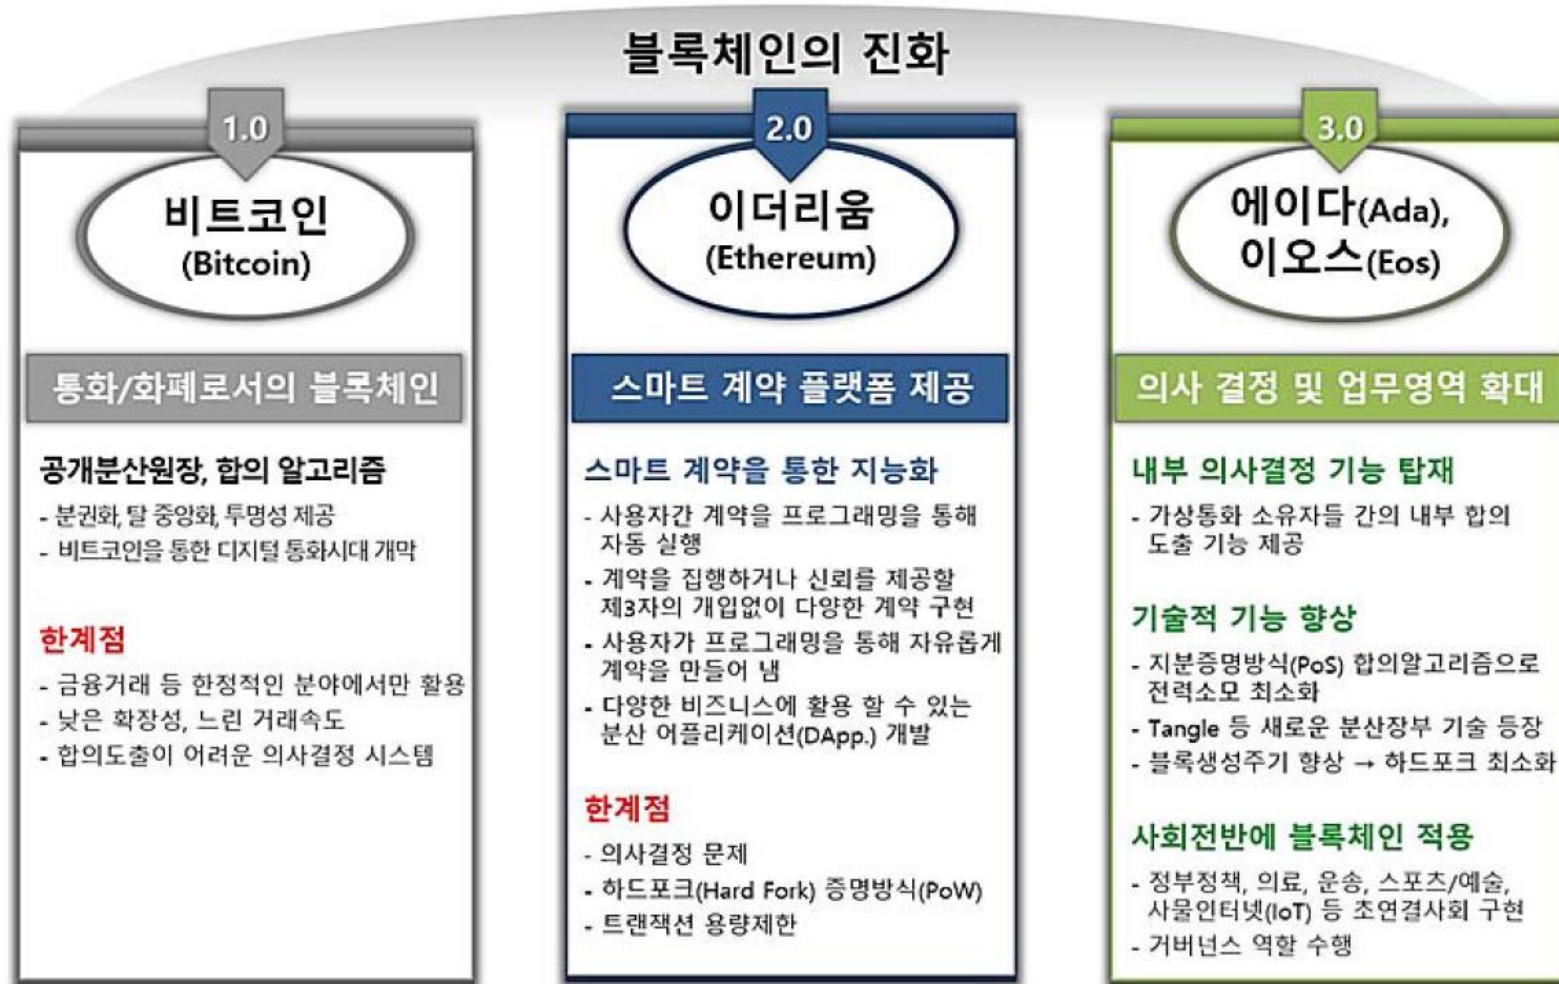 블록체인의 진화
1.0
비트코인
(Bitcoin)
통화/화폐로서의 블록체인
공개분산원장, 합의 알고리즘
- 분권화, 탈 중앙화, 투명성 제공
- 비트코인을 통한 디지털 통화시대 개막
한계점
- 금융거래 등 한정적인 분야에서만 활용
- 낮은 확장성, 느린 거래속도
- 합의도출이 어려운 의사결정 시스템
2.0
이더리움
(Ethereum)
스마트 계약 플랫폼 제공
스마트 계약을 통한 지능화
- 사용자간 계약을 프로그래밍을 통해
자동 실행
- 계약을 집행하거나 신뢰를 제공할
제3자의 개입없이 다양한 계약 구현
- 사용자가 프로그래밍을 통해 자유롭게
계약을 만들어 냄
- 다양한 비즈니스에 활용 할 수 있는
분산 어플리케이션(DApp.) 개발
한계점
- 의사결정 문제
- 하드포크(Hard Fork) 증명방식(PoW)
- 트랜잭션 용량제한
3.0
에이다(Ada),
이오스(Eos)
의사 결정 및 업무영역 확대
내부 의사결정 기능 탑재
- 가상통화 소유자들 간의 내부 합의
도출 기능 제공
기술적 기능 향상
- 지분증명방식(PoS) 합의알고리즘으로
전력소모 최소화
- Tangle 등 새로운 분산장부 기술 등장
- 블록생성주기 향상 → 하드포크 최소화
사회전반에 블록체인 적용
- 정부정책, 의료, 운송, 스포츠/예술,
사물인터넷(IoT) 등 초연결사회 구현
- 거버넌스 역할 수행